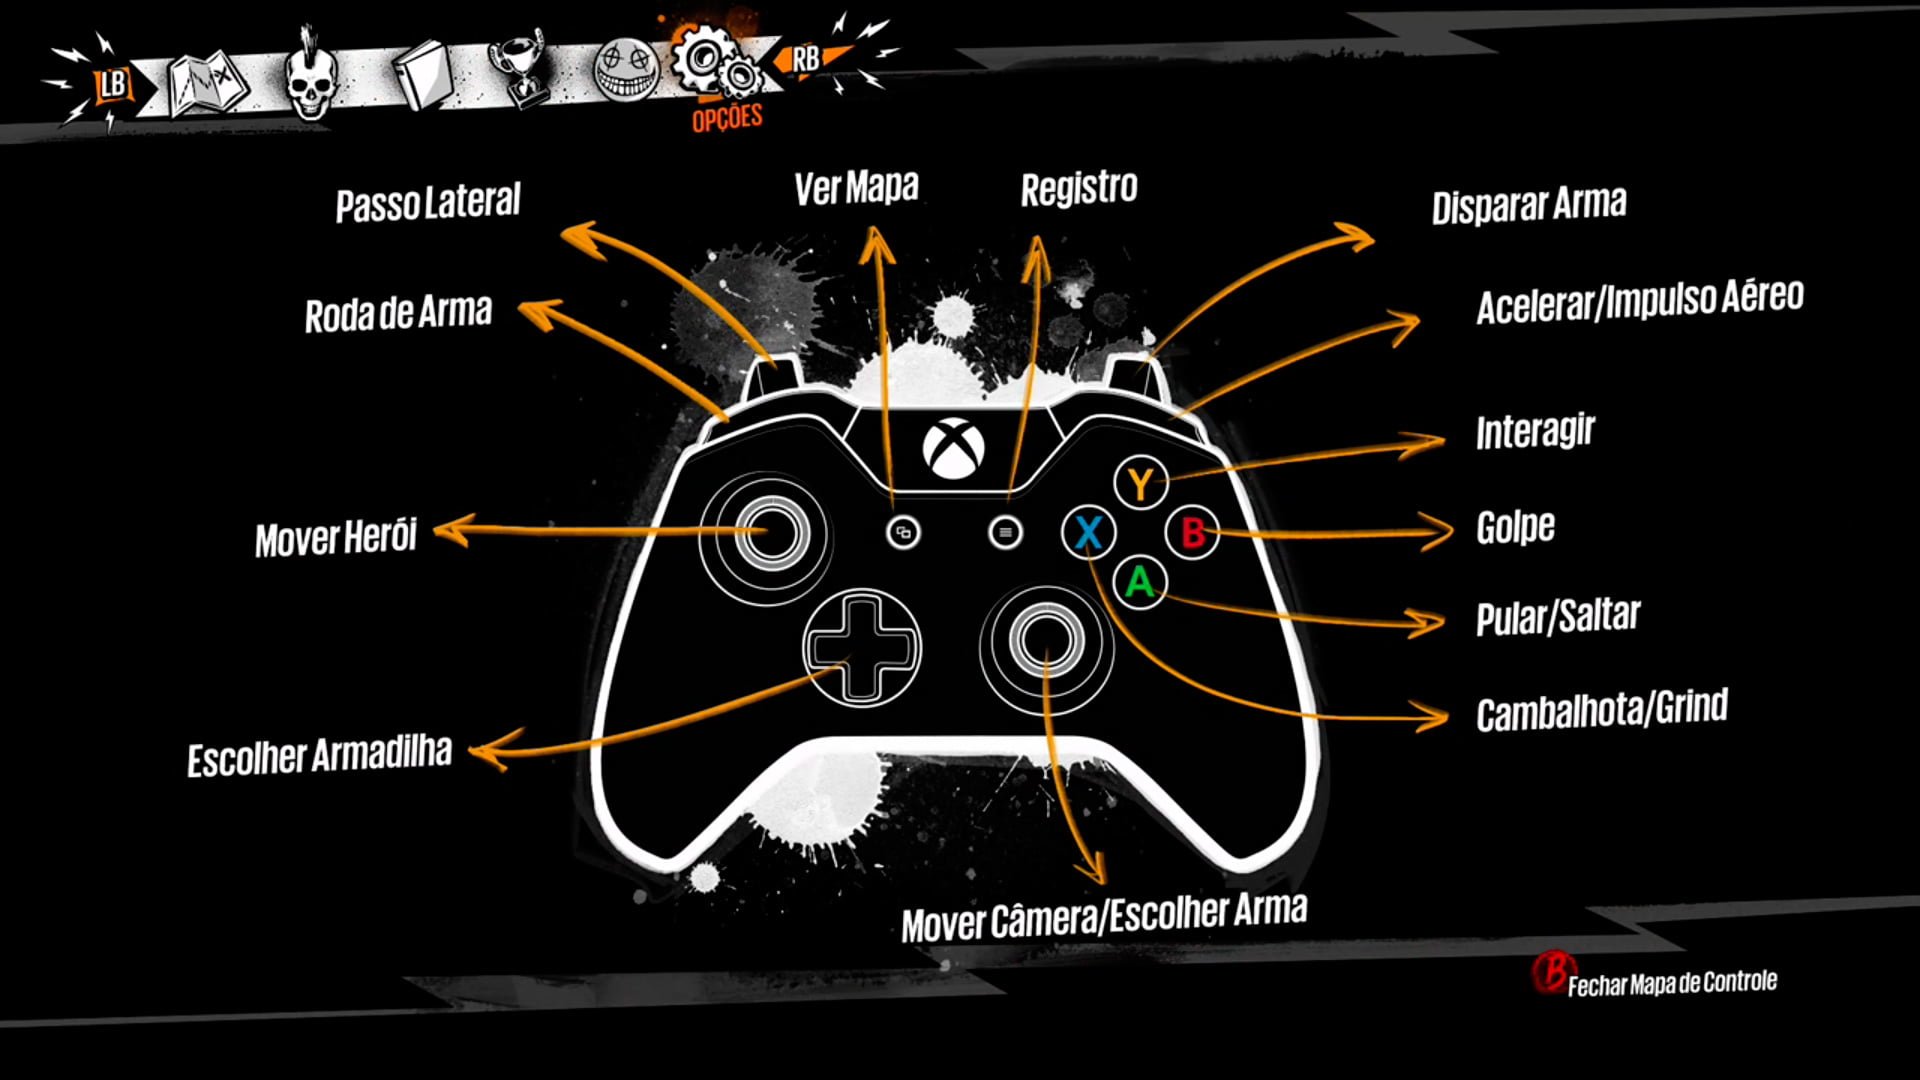 LB
RB
OPÇÕES
Passo Lateral
Ver Mapa
Registro
Disparar Arma
Roda de Arma
Acelerar/Impulso Aéreo
Interagir
Y
Mover Herói
X
B
Golpe
A
Pular/Saltar
Escolher Armadilha
Cambalhota/Grind
Mover Câmera/Escolher Arma
B Fechar Mapa de Controle